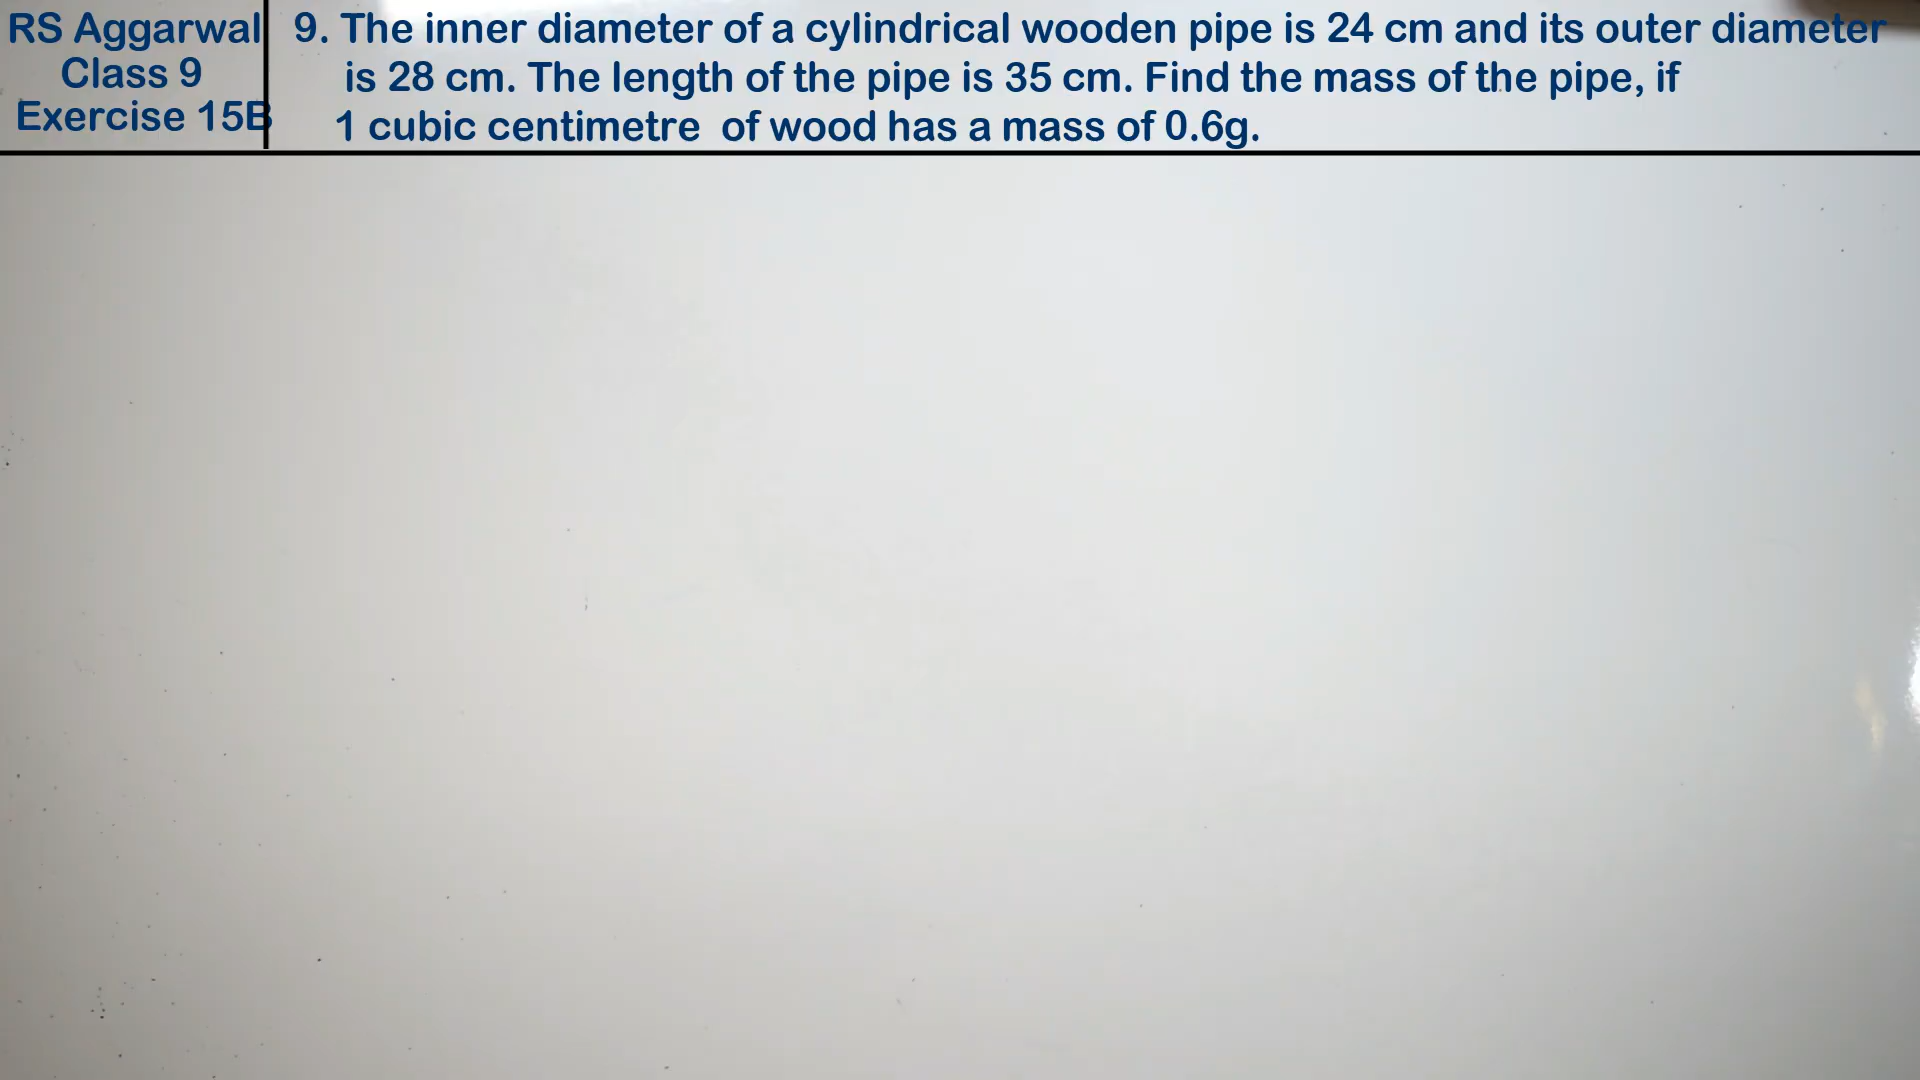 RS Aggarwal
Class 9
Exercise 15B
9. The inner diameter of a cylindrical wooden pipe is 24 cm and its outer diameter
is 28 cm. The length of the pipe is 35 cm. Find the mass of the pipe, if
1 cubic centimetre  of wood has a mass of 0.6g.